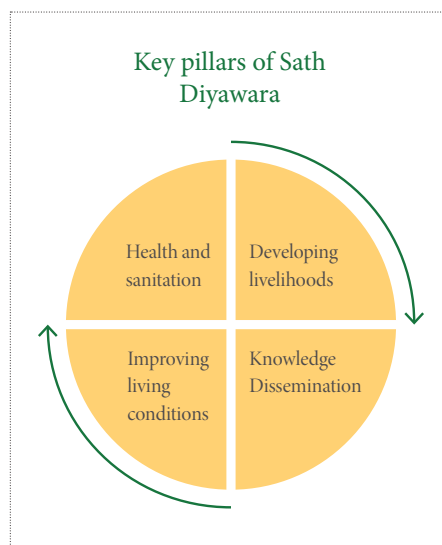 Key pillars of Sath
Diyawara
Health and
sanitation
Developing
livelihoods
Improving
living
conditions
Knowledge
Dissemination